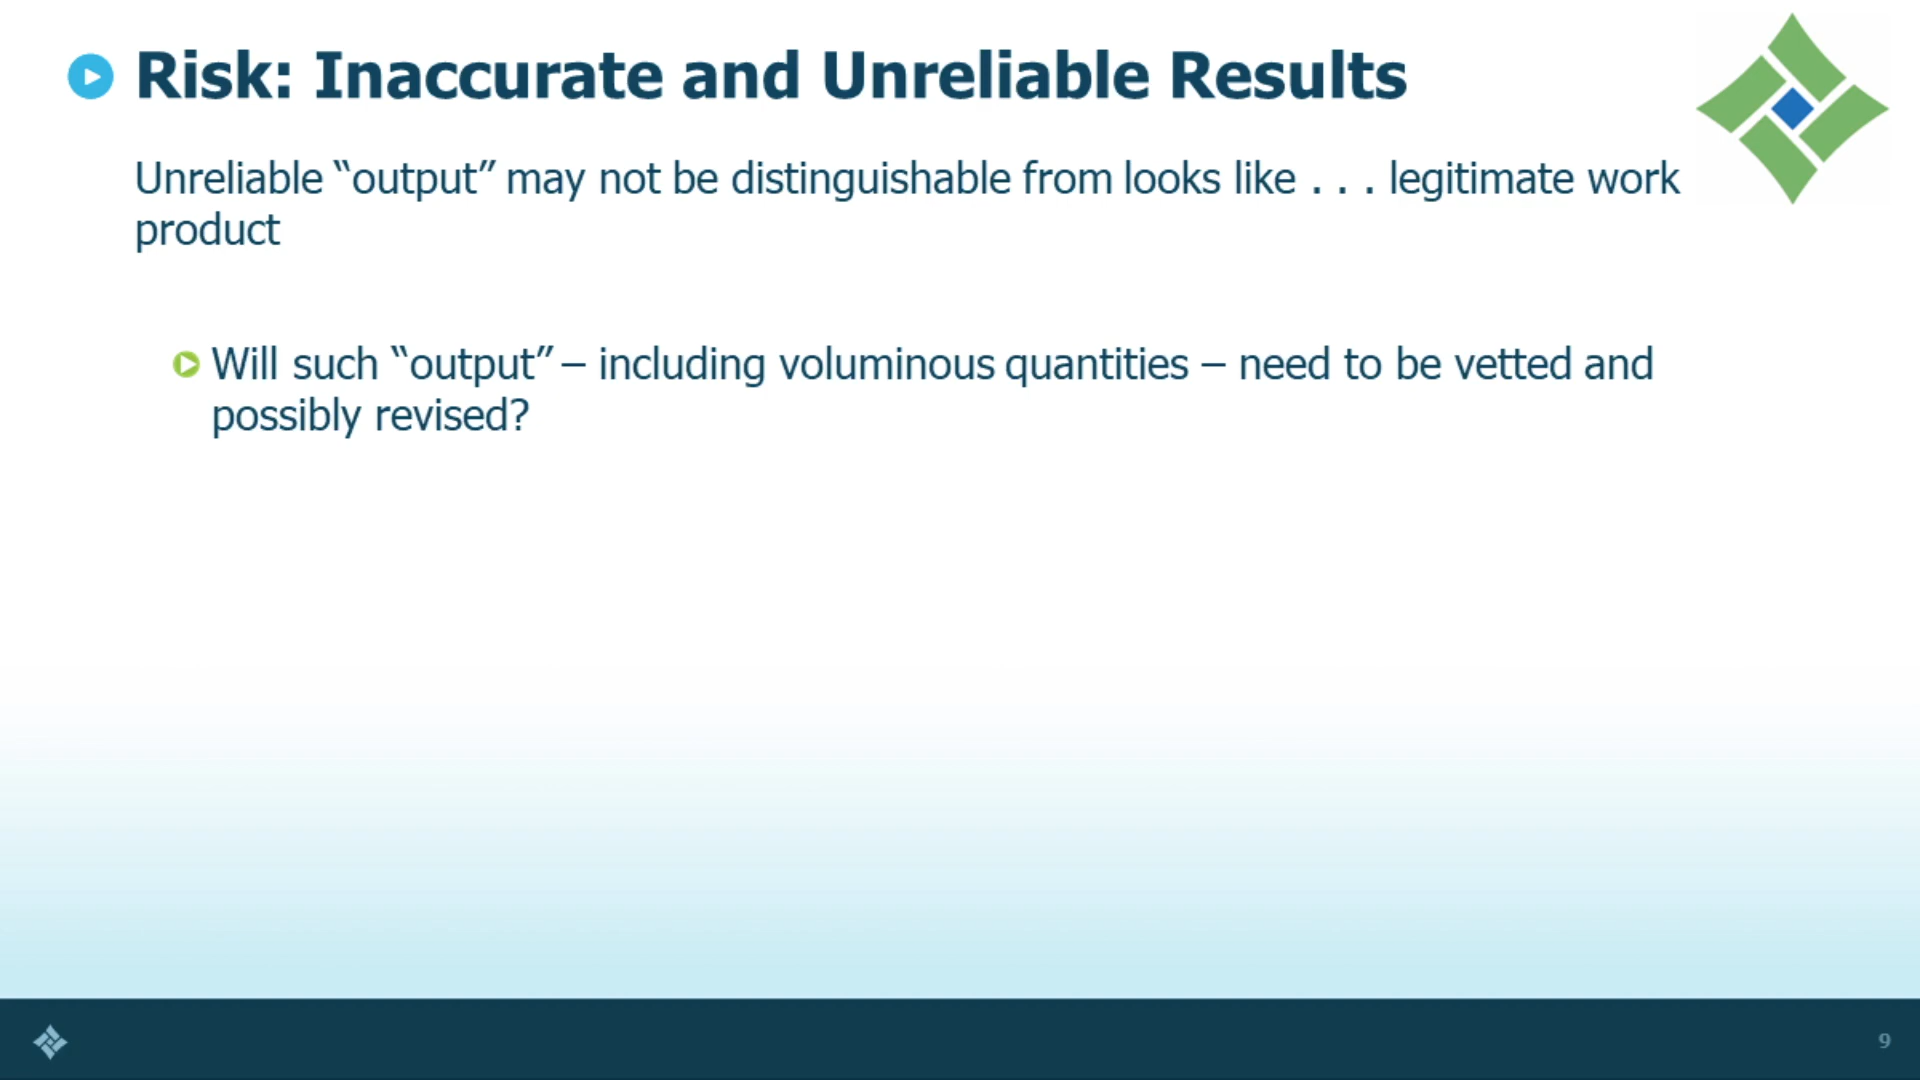 Risk: Inaccurate and Unreliable Results
Unreliable “output” may not be distinguishable from looks like . . . legitimate work
product
Will such “output” – including voluminous quantities – need to be vetted and
possibly revised?
9